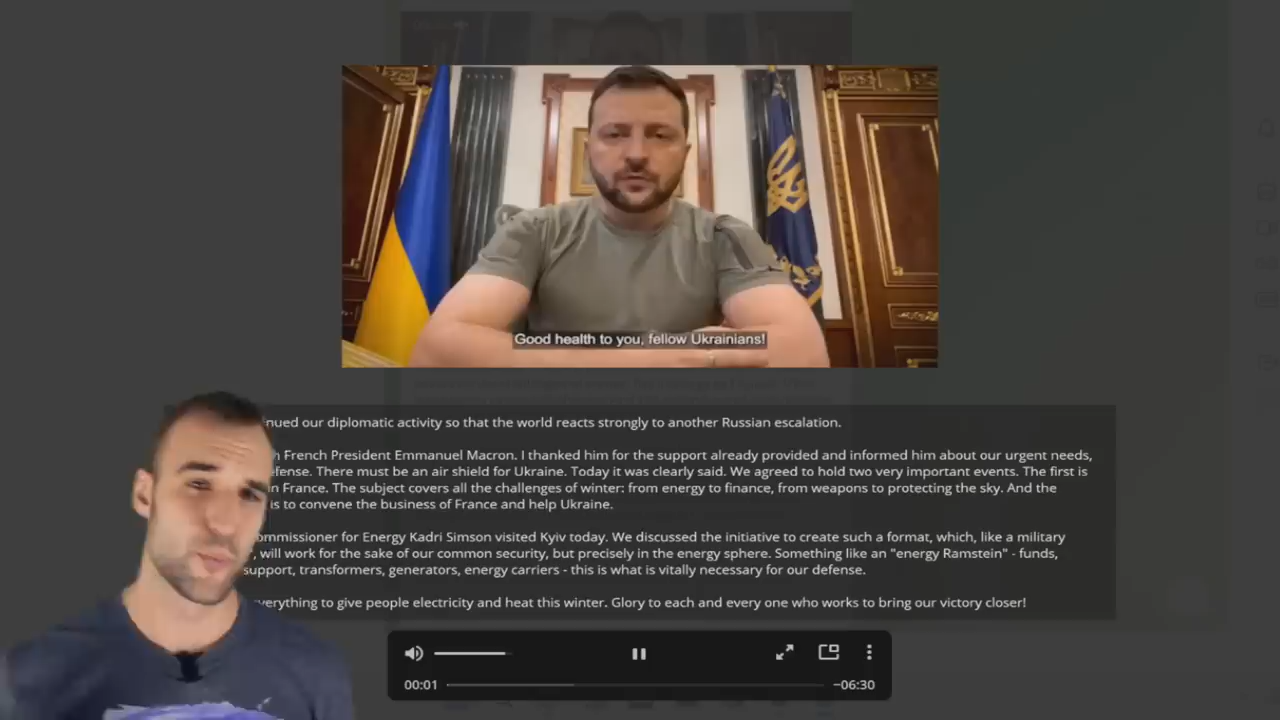 Good health to you, fellow Ukrainians!
nued our diplomatic activity so that the world reacts strongly to another Russian escalation.
French President Emmanuel Macron. I thanked him for the support already provided and informed him about our urgent needs,
efense. There must be an air shield for Ukraine. Today it was clearly said. We agreed to hold two very important events. The first is
in France. The subject covers all the challenges of winter: from energy to finance, from weapons to protecting the sky. And the
is to convene the business of France and help Ukraine.
ommissioner for Energy Kadri Simson visited Kyiv today. We discussed the initiative to create such a format, which, like a military
, will work for the sake of our common security, but precisely in the energy sphere. Something like an "energy Ramstein" - funds,
support, transformers, generators, energy carriers - this is what is vitally necessary for our defense.
verything to give people electricity and heat this winter. Glory to each and every one who works to bring our victory closer!
00:01
−06:30